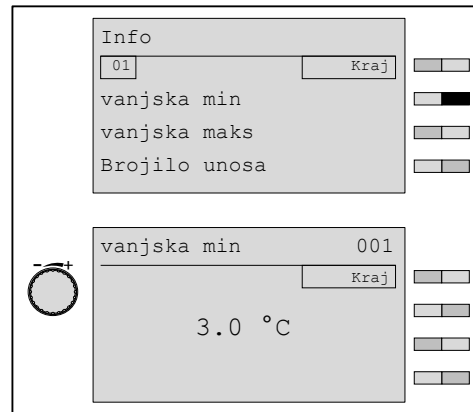 Info
01 Kraj
vanjska min
vanjska maks
Brojilo unosa
vanjska min 001
Kraj
- +
3.0 °C